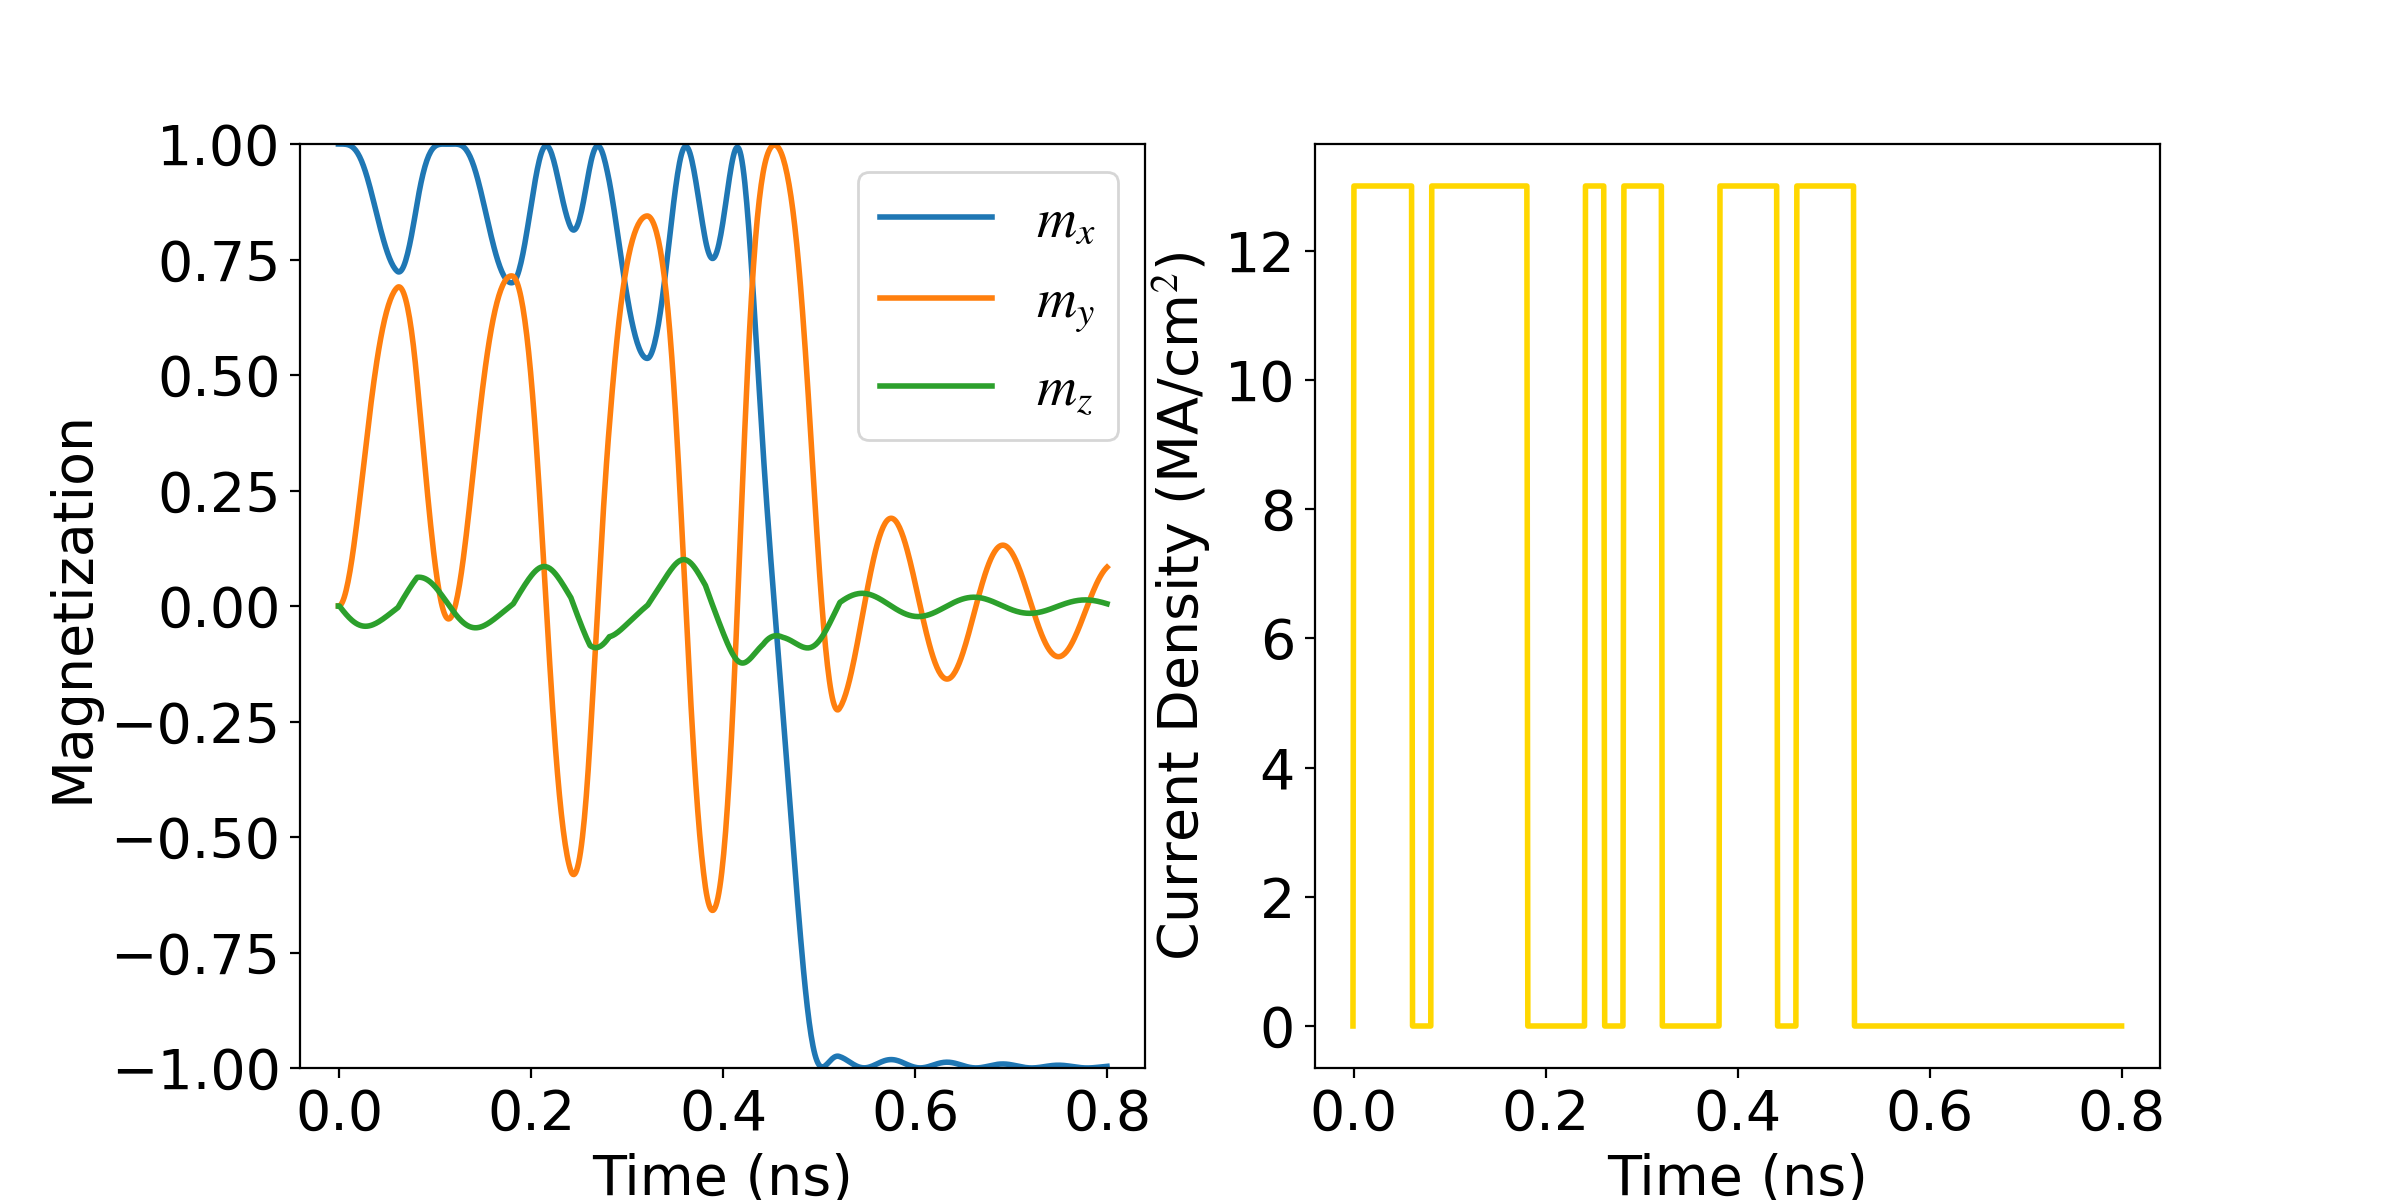 Magnetization
1.00
0.75
0.50
0.25
0.00
−0.25
−0.50
−0.75
−1.00
0.0 0.2 0.4 0.6 0.8
Time (ns)
m_x
m_y
m_z
Current Density (MA/cm²)
12
10
8
6
4
2
0
0.0 0.2 0.4 0.6 0.8
Time (ns)